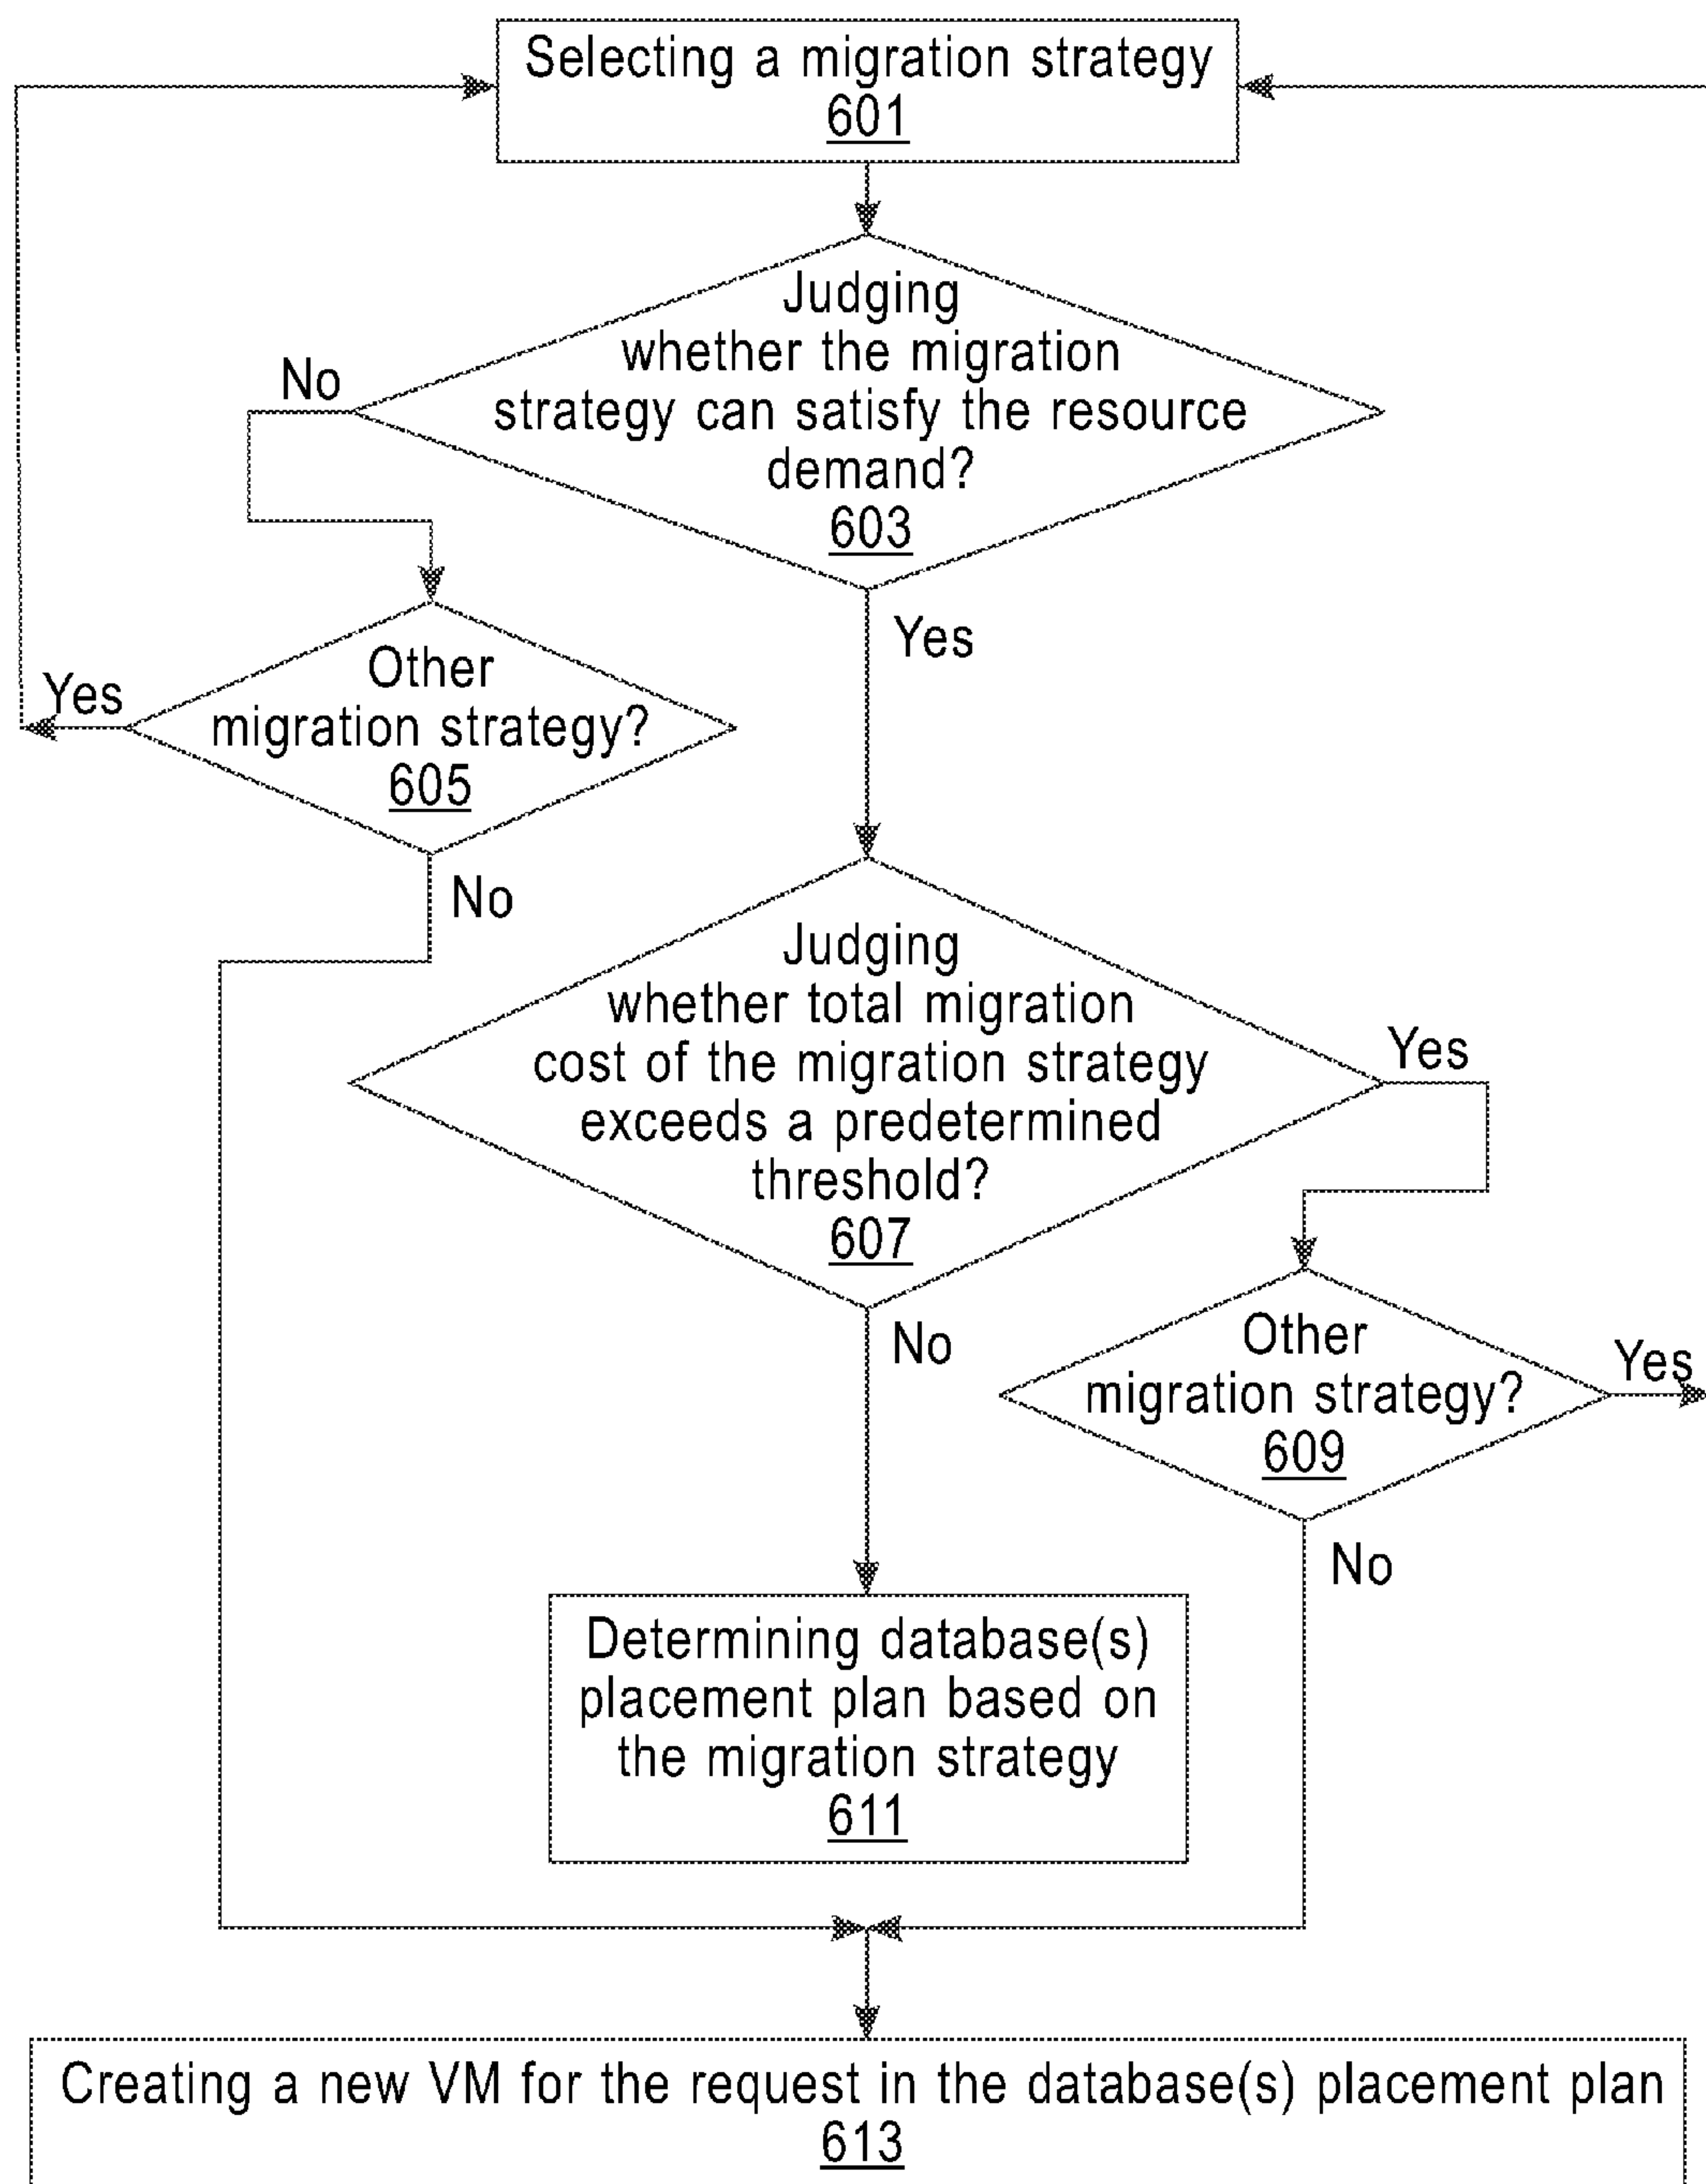 Selecting a migration strategy
601
Judging
whether the migration
strategy can satisfy the resource
demand?
603
No
Yes
Other
migration strategy?
605
Yes
No
Judging
whether total migration
cost of the migration strategy
exceeds a predetermined
threshold?
607
Yes
No
Other
migration strategy?
609
Yes
No
Determining database(s)
placement plan based on
the migration strategy
611
Creating a new VM for the request in the database(s) placement plan
613